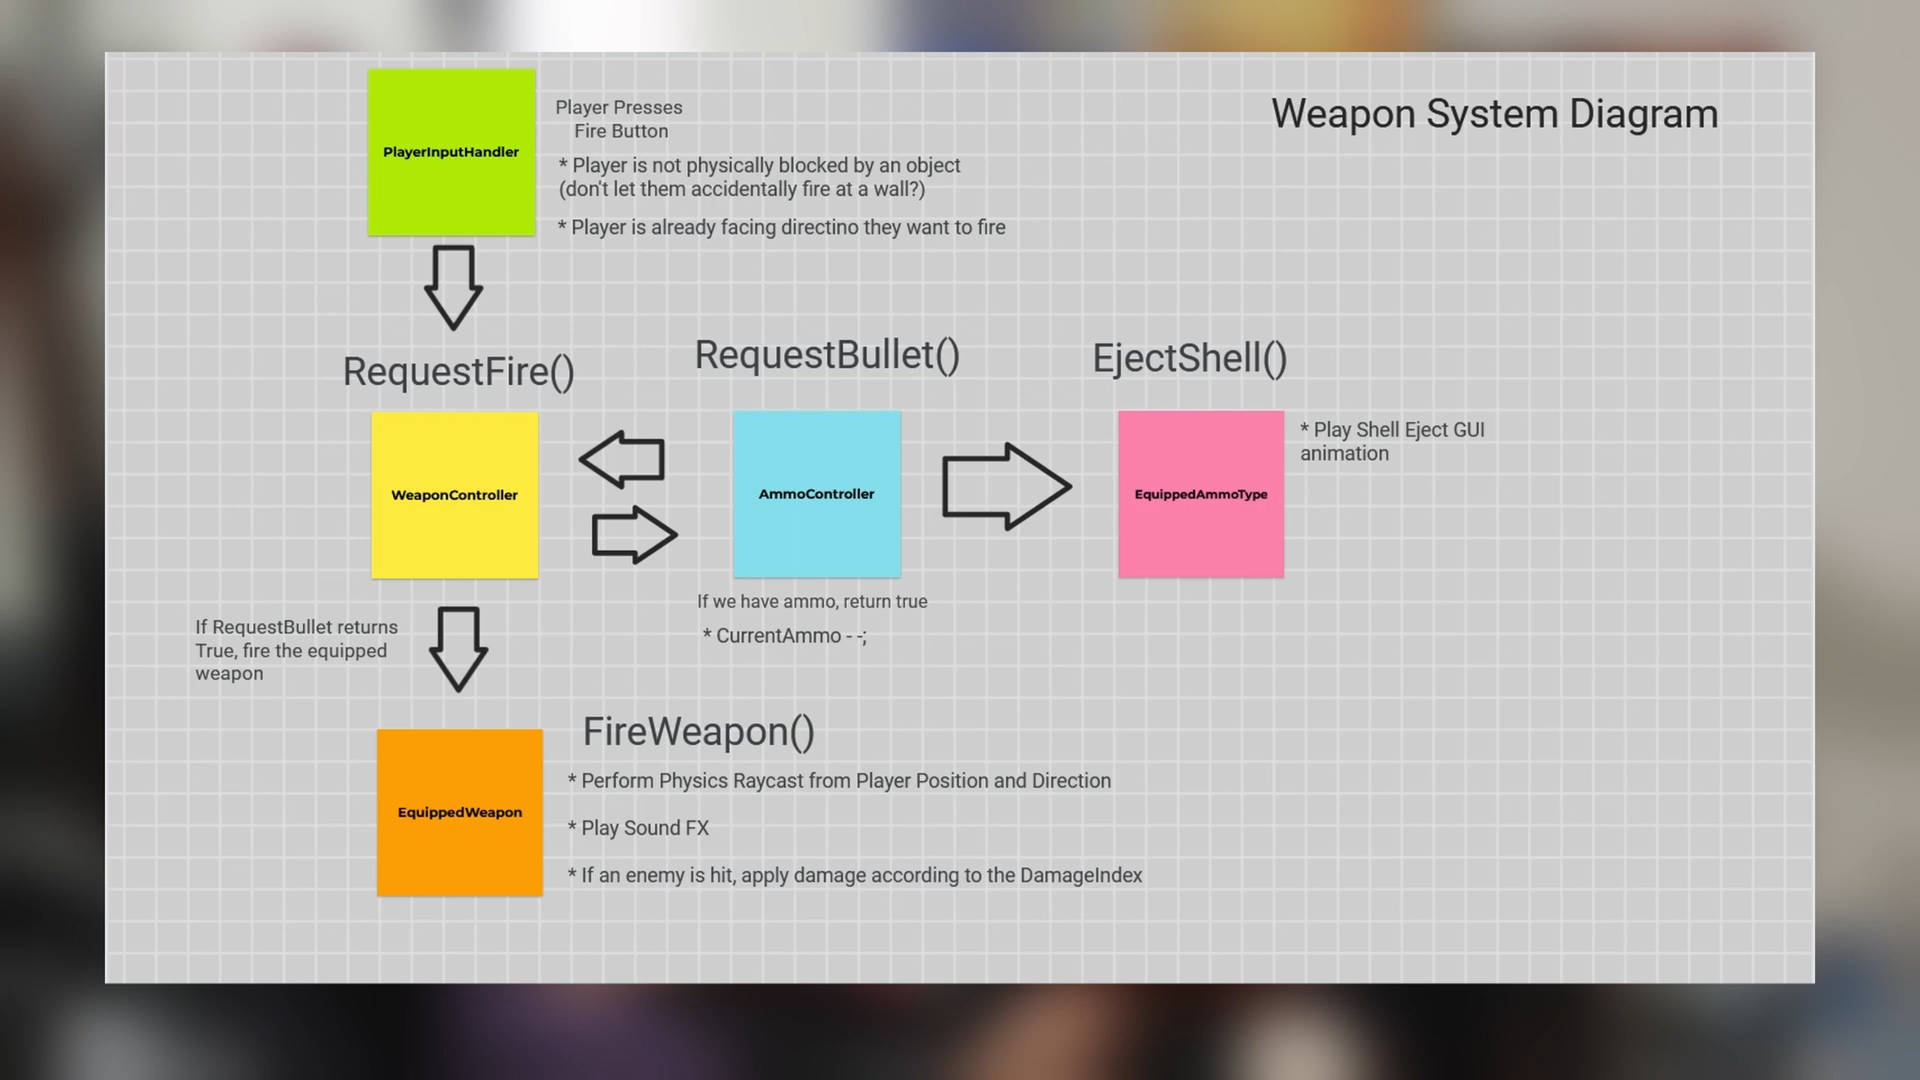 Weapon System Diagram
PlayerInputHandler
Player Presses
Fire Button
* Player is not physically blocked by an object
(don't let them accidentally fire at a wall?)
* Player is already facing directino they want to fire
RequestFire()
RequestBullet()
EjectShell()
WeaponController
AmmoController
EquippedAmmoType
* Play Shell Eject GUI
animation
If we have ammo, return true
* CurrentAmmo - -;
If RequestBullet returns
True, fire the equipped
weapon
EquippedWeapon
FireWeapon()
* Perform Physics Raycast from Player Position and Direction
* Play Sound FX
* If an enemy is hit, apply damage according to the DamageIndex